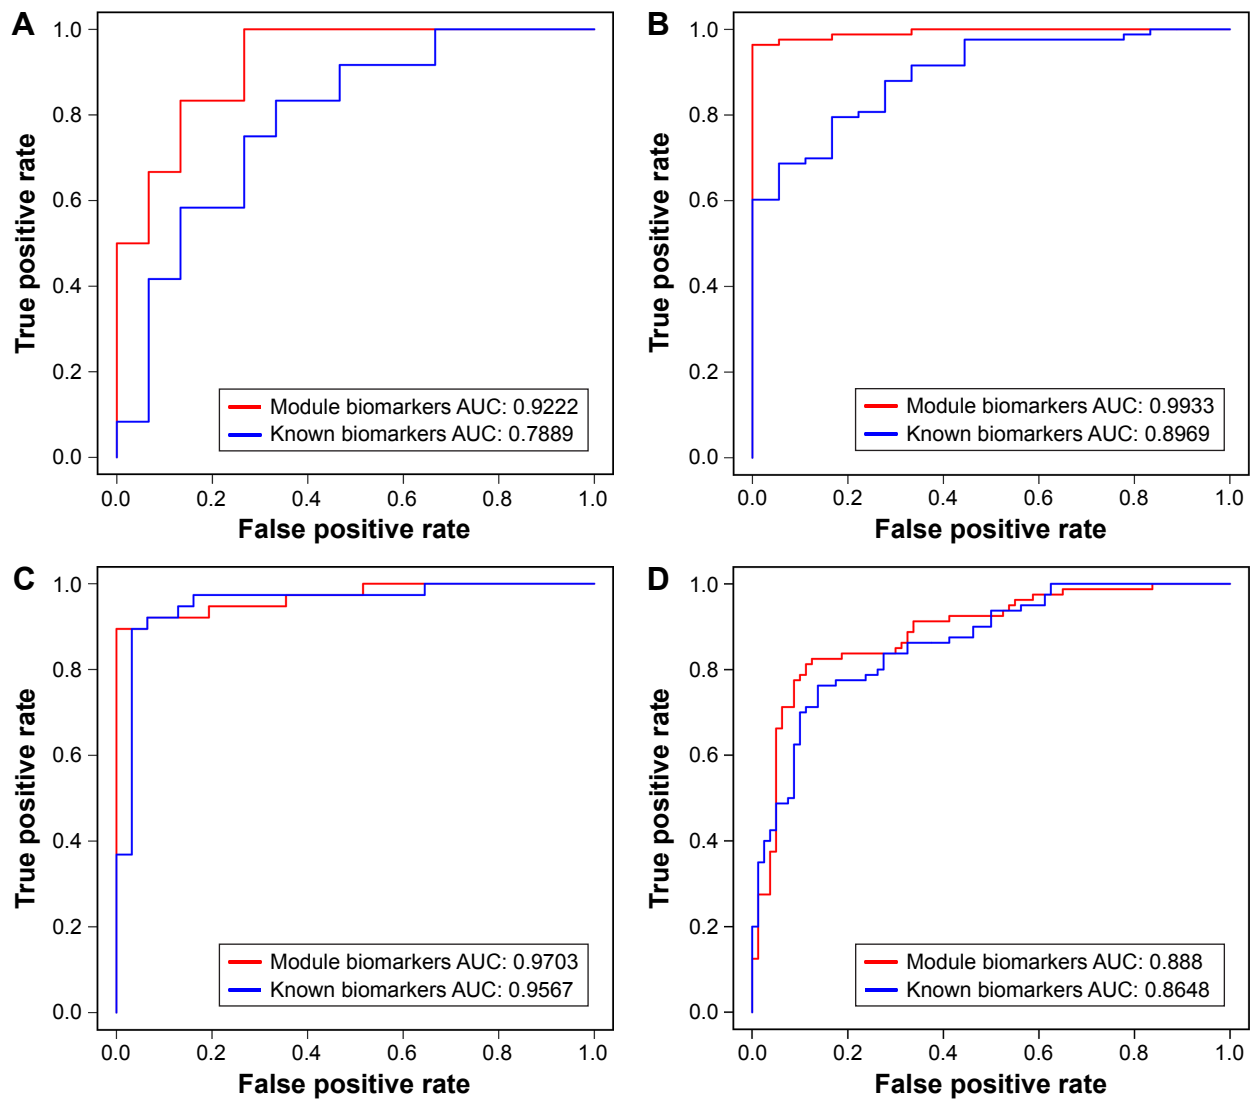 A
1.0
0.8
0.6
0.4
0.2
0.0
True positive rate
Module biomarkers AUC: 0.9222
Known biomarkers AUC: 0.7889
0.0 0.2 0.4 0.6 0.8 1.0
False positive rate
B
1.0
0.8
0.6
0.4
0.2
0.0
True positive rate
Module biomarkers AUC: 0.9933
Known biomarkers AUC: 0.8969
0.0 0.2 0.4 0.6 0.8 1.0
False positive rate
C
1.0
0.8
0.6
0.4
0.2
0.0
True positive rate
Module biomarkers AUC: 0.9703
Known biomarkers AUC: 0.9567
0.0 0.2 0.4 0.6 0.8 1.0
False positive rate
D
1.0
0.8
0.6
0.4
0.2
0.0
True positive rate
Module biomarkers AUC: 0.888
Known biomarkers AUC: 0.8648
0.0 0.2 0.4 0.6 0.8 1.0
False positive rate